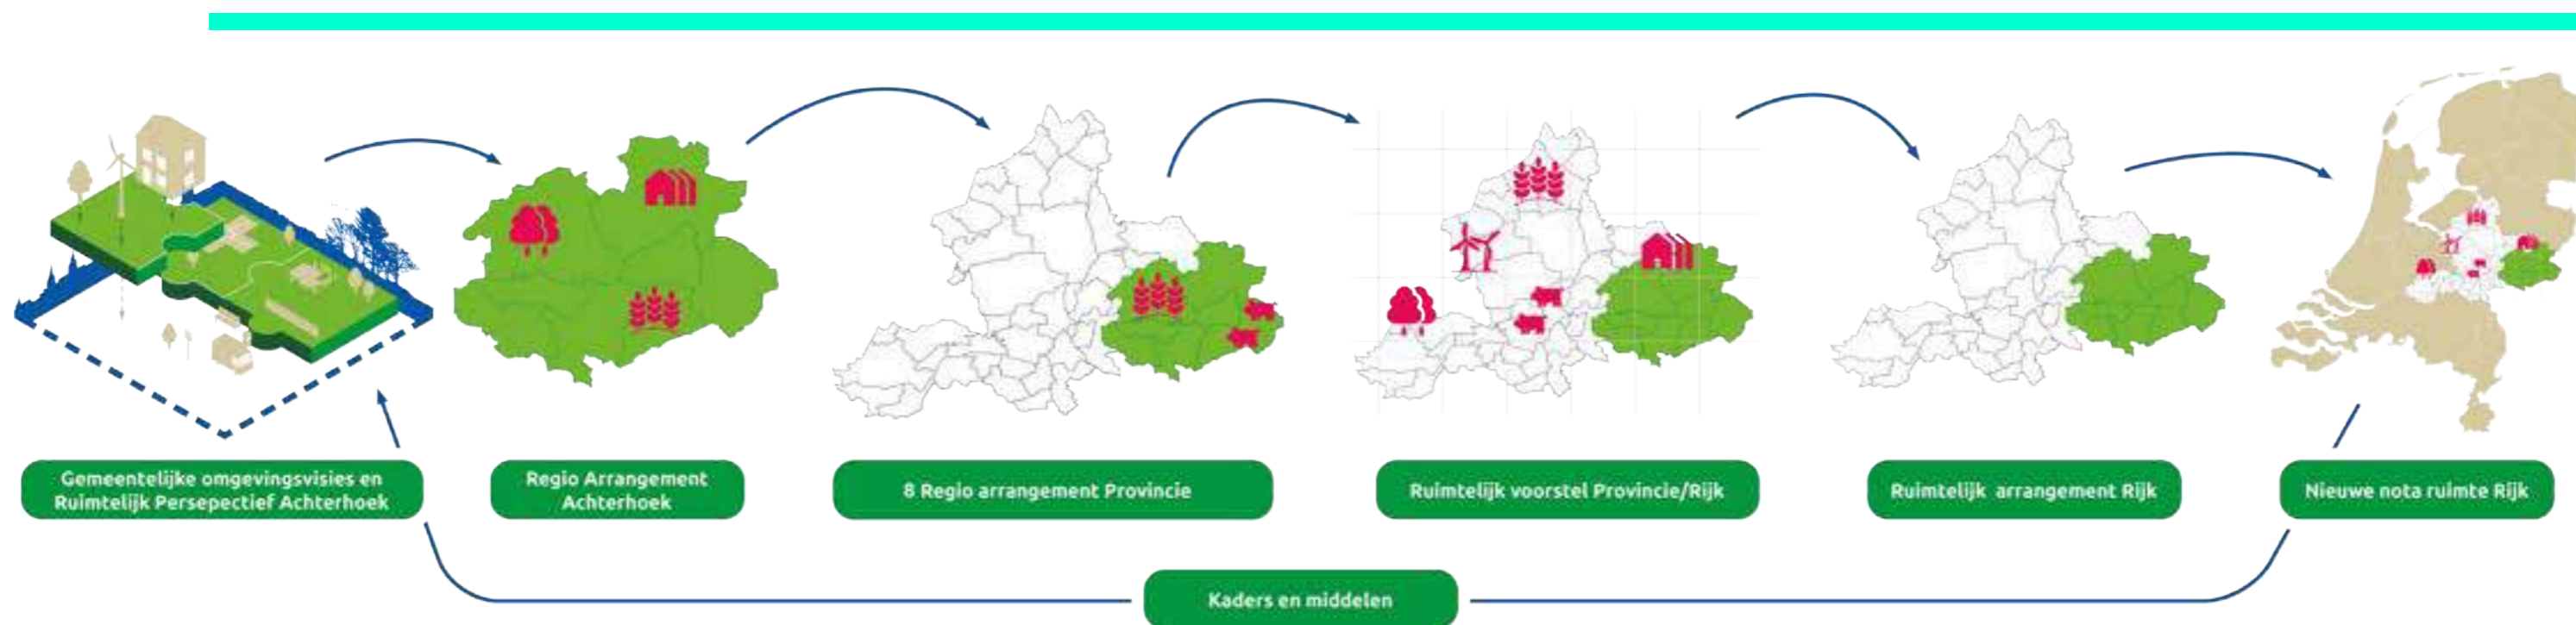 Gemeentelijke omgevingsvisies en
Ruimtelijk Persepectief Achterhoek
Regio Arrangement
Achterhoek
8 Regio arrangement Provincie
Ruimtelijk voorstel Provincie/Rijk
Ruimtelijk arrangement Rijk
Nieuwe nota ruimte Rijk
Kaders en middelen